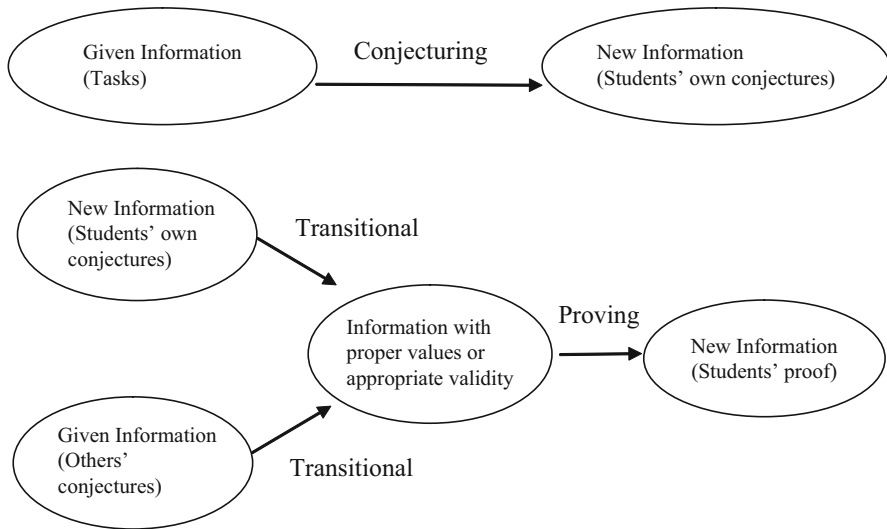 Given Information
(Tasks)
Conjecturing
New Information
(Students' own conjectures)
New Information
(Students' own
conjectures)
Transitional
Information with
proper values or
appropriate validity
Proving
New Information
(Students' proof)
Given Information
(Others'
conjectures)
Transitional